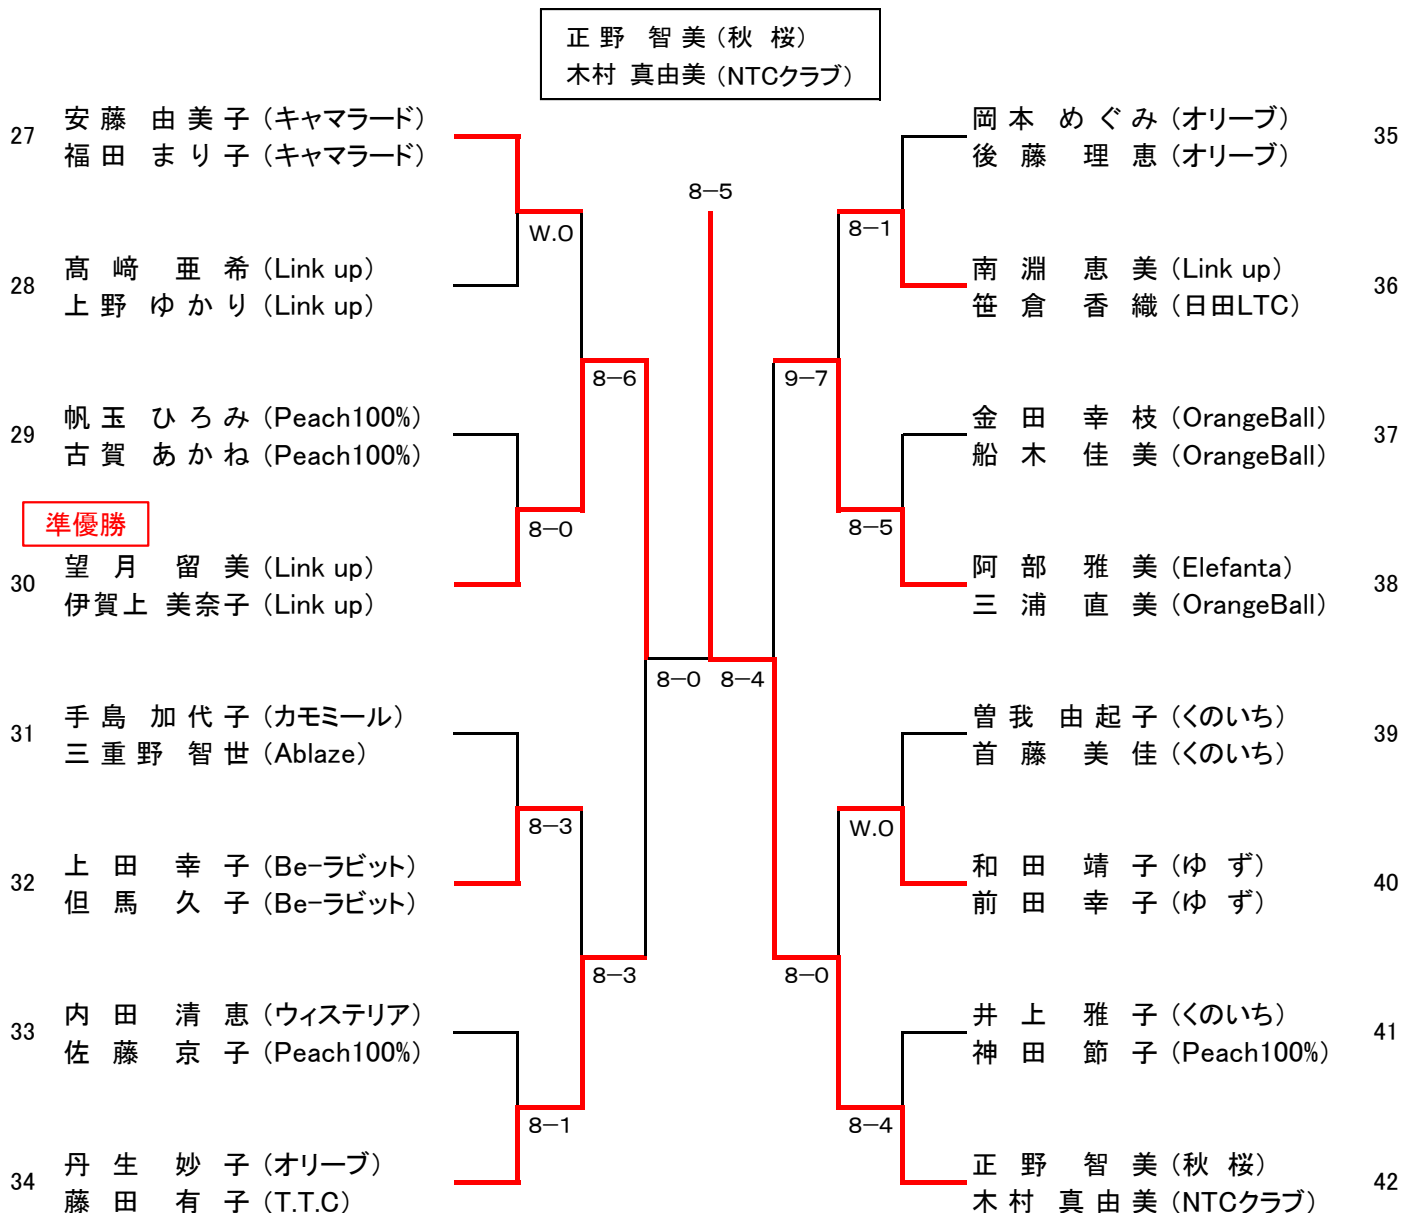 正野 智美(秋 桜)
木村 真由美(NTCクラブ)
27
安藤 由美子(キャマラード)
福田 まり子(キャマラード)
W.O
28
髙﨑 亜希(Link up)
上野 ゆかり(Link up)
8-6
29
帆玉 ひろみ(Peach100%)
古賀 あかね(Peach100%)
準優勝
8-0
30
望月 留美(Link up)
伊賀上 美奈子(Link up)
8-0
31
手島 加代子(カモミール)
三重野 智世(Ablaze)
8-3
32
上田 幸子(Be-ラビット)
但馬 久子(Be-ラビット)
8-3
33
内田 清恵(ウィステリア)
佐藤 京子(Peach100%)
8-1
34
丹生 妙子(オリーブ)
藤田 有子(T.T.C)
8-5
岡本 めぐみ(オリーブ)
後藤 理恵(オリーブ)
35
8-1
南淵 恵美(Link up)
笹倉 香織(日田LTC)
36
9-7
金田 幸枝(OrangeBall)
船木 佳美(OrangeBall)
37
8-5
阿部 雅美(Elefanta)
三浦 直美(OrangeBall)
38
8-4
曽我 由起子(くのいち)
首藤 美佳(くのいち)
39
W.O
和田 靖子(ゆ ず)
前田 幸子(ゆ ず)
40
8-0
井上 雅子(くのいち)
神田 節子(Peach100%)
41
8-4
正野 智美(秋 桜)
木村 真由美(NTCクラブ)
42